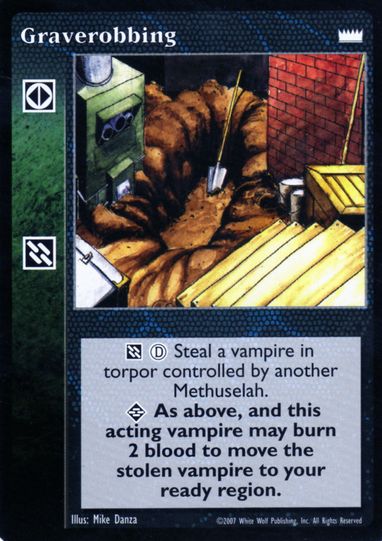 Graverobbing
D Steal a vampire in
torpor controlled by another
Methuselah.
As above, and this
acting vampire may burn
2 blood to move the
stolen vampire to your
ready region.
Illus: Mike Danza ©2007 White Wolf Publishing, Inc. All Rights Reserved